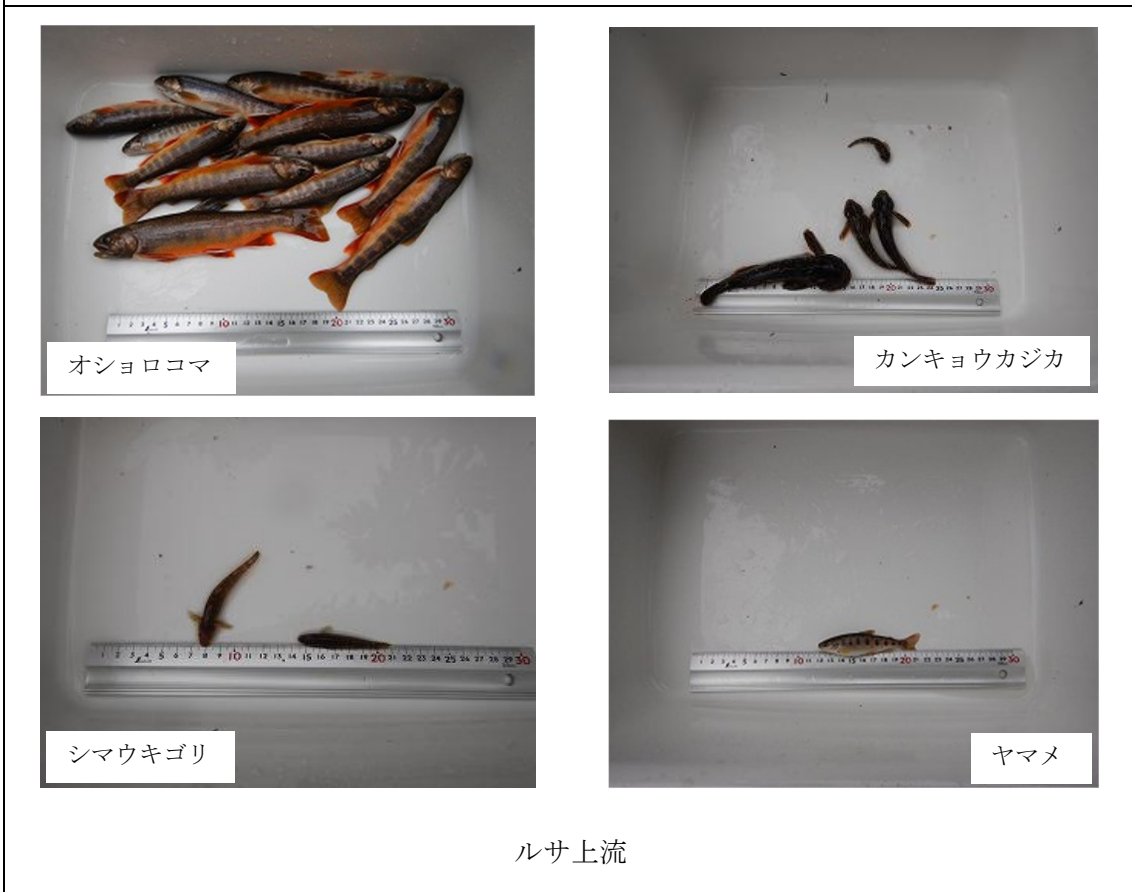 オショロコマ
カンキョウカジカ
シマウキゴリ
ヤマメ
ルサ上流